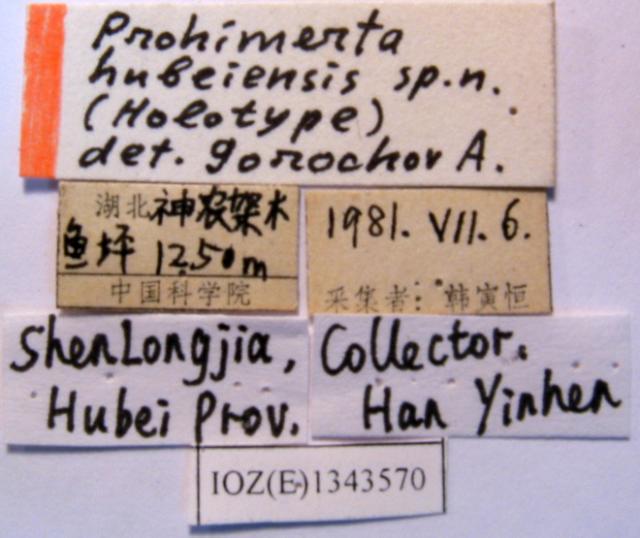 Prohimerta
hubeiensis sp.n.
(Holotype)
det. gorochov A.
湖北神农架木
鱼坪 1250m
中国科学院
1981. VII. 6.
采集者: 韩寅恒
ShenLongjia,
Hubei Prov.
Collector.
Han Yinhen
IOZ(E)1343570